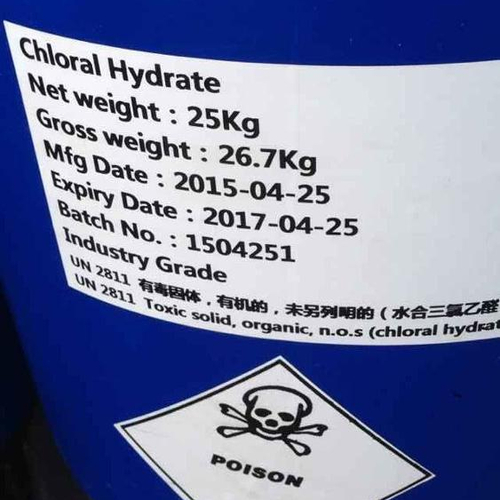 Chloral Hydrate
Net weight : 25Kg
Gross weight : 26.7Kg
Mfg Date : 2015-04-25
Expiry Date : 2017-04-25
Batch No. : 1504251
Industry Grade
UN 2811 有毒固体，有机的，未另列明的（水合三氯乙醛
UN 2811 Toxic solid, organic, n.o.s (chloral hydrat
POISON